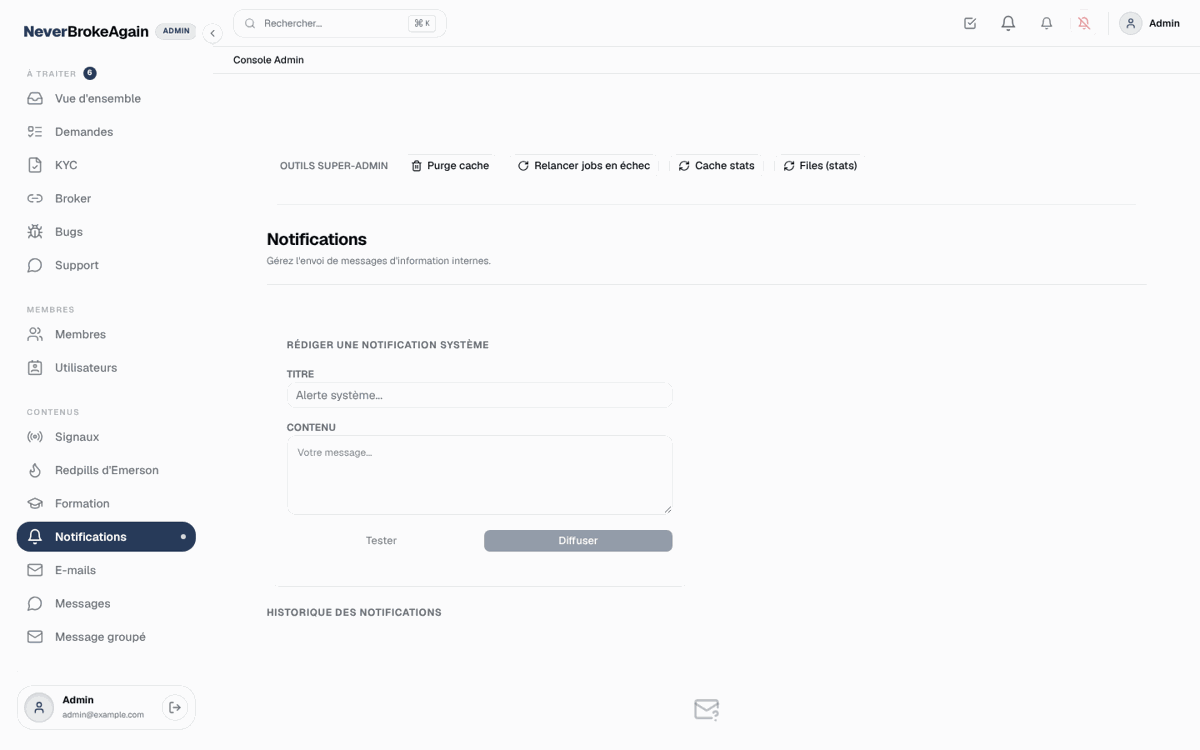 NeverBrokeAgain ADMIN
Rechercher... ⌘ K
Admin
Console Admin
À TRAITER 6
Vue d'ensemble
Demandes
KYC
Broker
Bugs
Support
MEMBRES
Membres
Utilisateurs
CONTENUS
Signaux
Redpills d'Emerson
Formation
Notifications
E-mails
Messages
Message groupé
Admin
admin@example.com
OUTILS SUPER-ADMIN Purge cache Relancer jobs en échec Cache stats Files (stats)
Notifications
Gérez l'envoi de messages d'information internes.
RÉDIGER UNE NOTIFICATION SYSTÈME
TITRE
Alerte système...
CONTENU
Votre message...
Tester Diffuser
HISTORIQUE DES NOTIFICATIONS